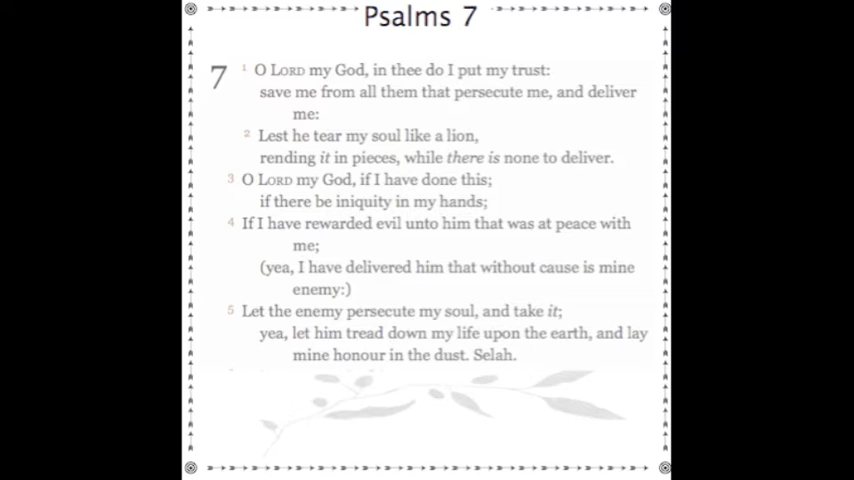 Psalms 7
7 1 O LORD my God, in thee do I put my trust:
save me from all them that persecute me, and deliver
me:
2 Lest he tear my soul like a lion,
rending it in pieces, while there is none to deliver.
3 O LORD my God, if I have done this;
if there be iniquity in my hands;
4 If I have rewarded evil unto him that was at peace with
me;
(yea, I have delivered him that without cause is mine
enemy:)
5 Let the enemy persecute my soul, and take it;
yea, let him tread down my life upon the earth, and lay
mine honour in the dust. Selah.